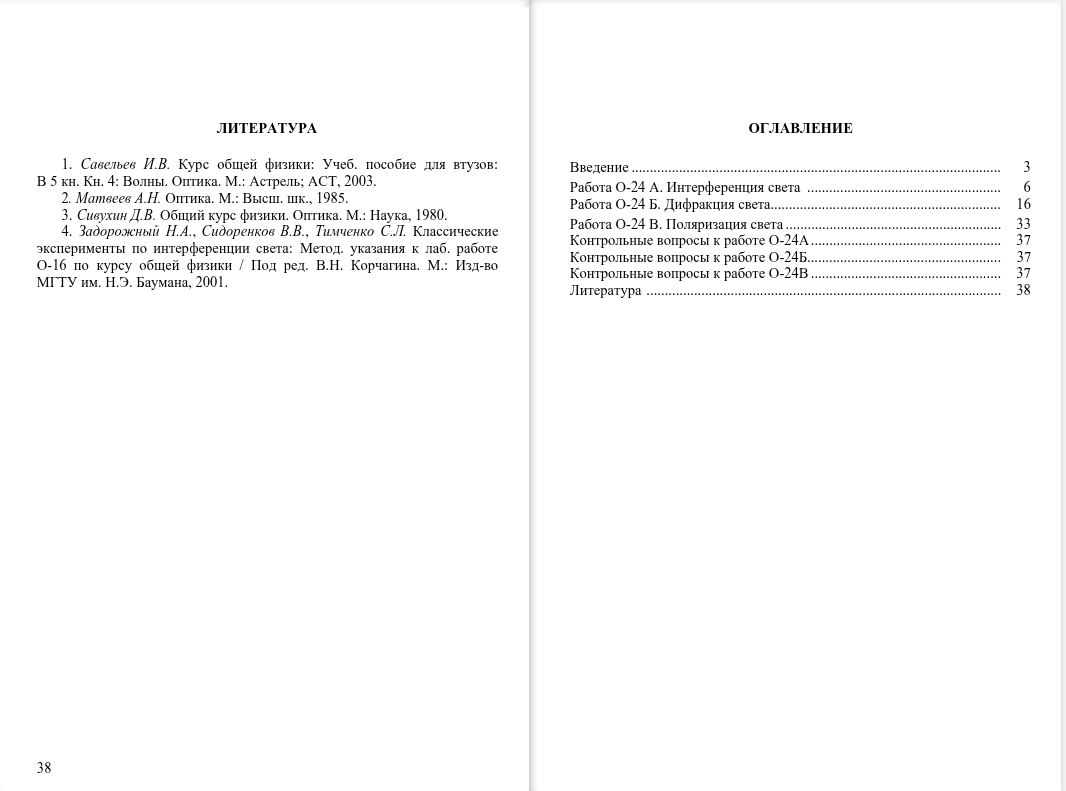 ЛИТЕРАТУРА
1. Савельев И.В. Курс общей физики: Учеб. пособие для втузов:
В 5 кн. Кн. 4: Волны. Оптика. М.: Астрель; АСТ, 2003.
2. Матвеев А.Н. Оптика. М.: Высш. шк., 1985.
3. Сивухин Д.В. Общий курс физики. Оптика. М.: Наука, 1980.
4. Задорожный Н.А., Сидоренков В.В., Тимченко С.Л. Классические
эксперименты по интерференции света: Метод. указания к лаб. работе
О-16 по курсу общей физики / Под ред. В.Н. Корчагина. М.: Изд-во
МГТУ им. Н.Э. Баумана, 2001.
38
ОГЛАВЛЕНИЕ
Введение ........ 3
Работа О-24 А. Интерференция света ........ 6
Работа О-24 Б. Дифракция света........ 16
Работа О-24 В. Поляризация света ........ 33
Контрольные вопросы к работе О-24А ........ 37
Контрольные вопросы к работе О-24Б........ 37
Контрольные вопросы к работе О-24В ........ 37
Литература ........ 38